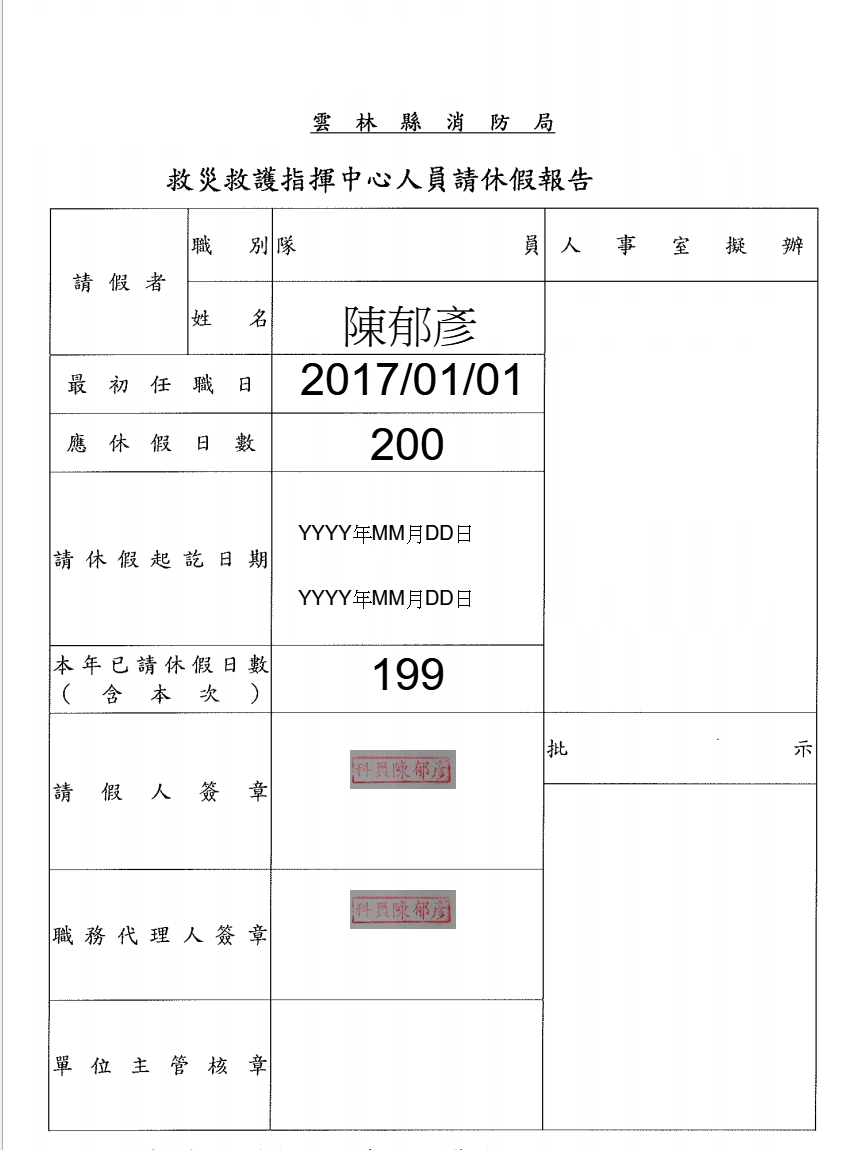 雲林縣消防局
救災救護指揮中心人員請休假報告
請假者
職別
隊員
人事室擬辦
姓名
陳郁彥
最初任職日
2017/01/01
應休假日數
200
請休假起訖日期
YYYY年MM月DD日
YYYY年MM月DD日
本年已請休假日數
(含本次)
199
請假人簽章
科員陳郁彥
批示
職務代理人簽章
科員陳郁彥
單位主管核章